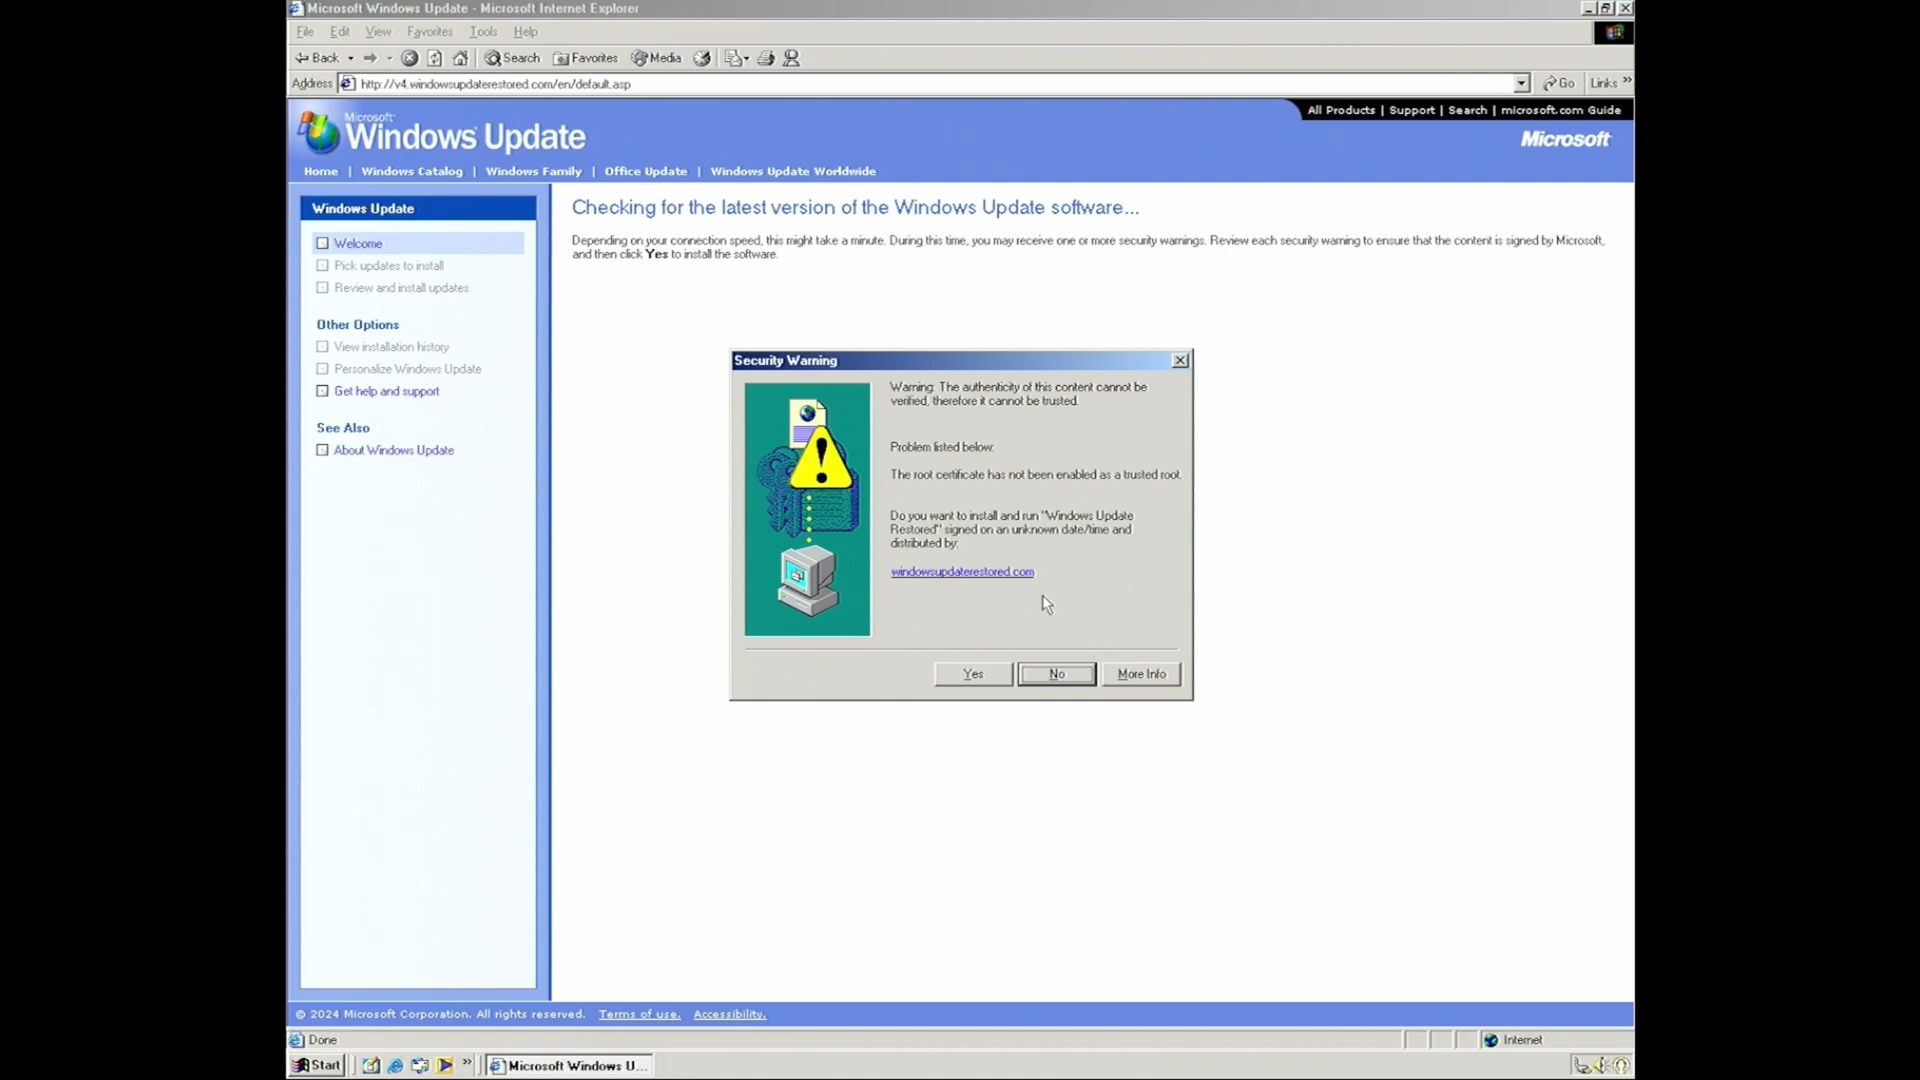 Microsoft Windows Update - Microsoft Internet Explorer
File Edit View Favorites Tools Help
Back Search Favorites Media
Address http://v4.windowsupdaterestored.com/en/default.asp Go Links »
All Products | Support | Search | microsoft.com Guide
Microsoft
Windows Update
Microsoft
Home | Windows Catalog | Windows Family | Office Update | Windows Update Worldwide
Windows Update
Welcome
Pick updates to install
Review and install updates
Other Options
View installation history
Personalize Windows Update
Get help and support
See Also
About Windows Update
Checking for the latest version of the Windows Update software...
Depending on your connection speed, this might take a minute. During this time, you may receive one or more security warnings. Review each security warning to ensure that the content is signed by Microsoft,
and then click Yes to install the software.
Security Warning
Warning: The authenticity of this content cannot be
verified, therefore it cannot be trusted.
Problem listed below:
The root certificate has not been enabled as a trusted root.
Do you want to install and run "Windows Update
Restored" signed on an unknown date/time and
distributed by:
windowsupdaterestored.com
Yes No More Info
© 2024 Microsoft Corporation. All rights reserved. Terms of use. Accessibility.
Done Internet
Start » Microsoft Windows U...